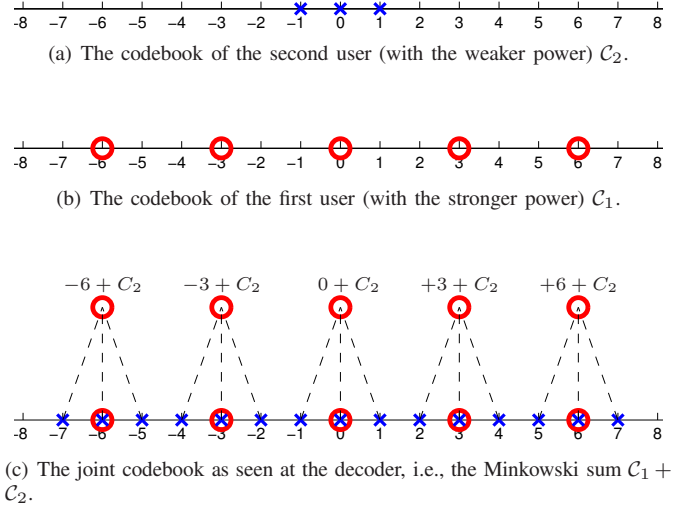 -8 -7 -6 -5 -4 -3 -2 -1 0 1 2 3 4 5 6 7 8
(a) The codebook of the second user (with the weaker power) C₂.
-8 -7 -6 -5 -4 -3 -2 -1 0 1 2 3 4 5 6 7 8
(b) The codebook of the first user (with the stronger power) C₁.
−6 + C₂ −3 + C₂ 0 + C₂ +3 + C₂ +6 + C₂
-8 -7 -6 -5 -4 -3 -2 -1 0 1 2 3 4 5 6 7 8
(c) The joint codebook as seen at the decoder, i.e., the Minkowski sum C₁ +
C₂.